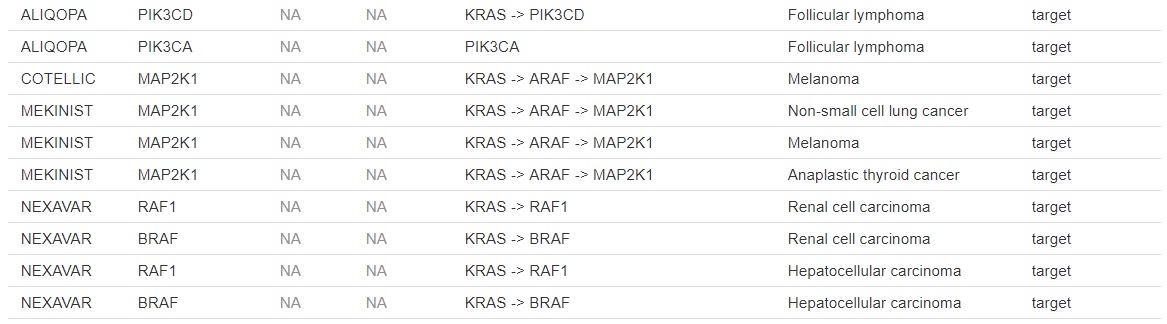 ALIQOPA PIK3CD NA NA KRAS -> PIK3CD Follicular lymphoma target
ALIQOPA PIK3CA NA NA PIK3CA Follicular lymphoma target
COTELLIC MAP2K1 NA NA KRAS -> ARAF -> MAP2K1 Melanoma target
MEKINIST MAP2K1 NA NA KRAS -> ARAF -> MAP2K1 Non-small cell lung cancer target
MEKINIST MAP2K1 NA NA KRAS -> ARAF -> MAP2K1 Melanoma target
MEKINIST MAP2K1 NA NA KRAS -> ARAF -> MAP2K1 Anaplastic thyroid cancer target
NEXAVAR RAF1 NA NA KRAS -> RAF1 Renal cell carcinoma target
NEXAVAR BRAF NA NA KRAS -> BRAF Renal cell carcinoma target
NEXAVAR RAF1 NA NA KRAS -> RAF1 Hepatocellular carcinoma target
NEXAVAR BRAF NA NA KRAS -> BRAF Hepatocellular carcinoma target